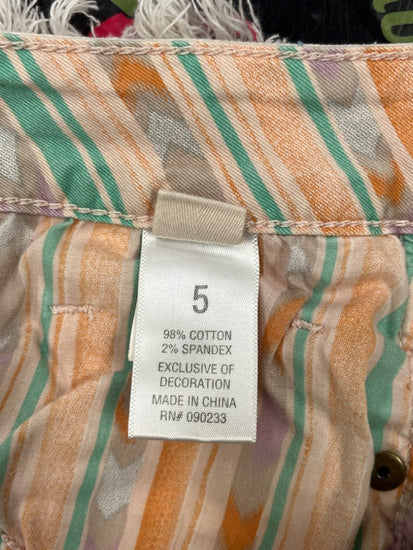 5
98% COTTON
2% SPANDEX
EXCLUSIVE OF
DECORATION
MADE IN CHINA
RN# 090233